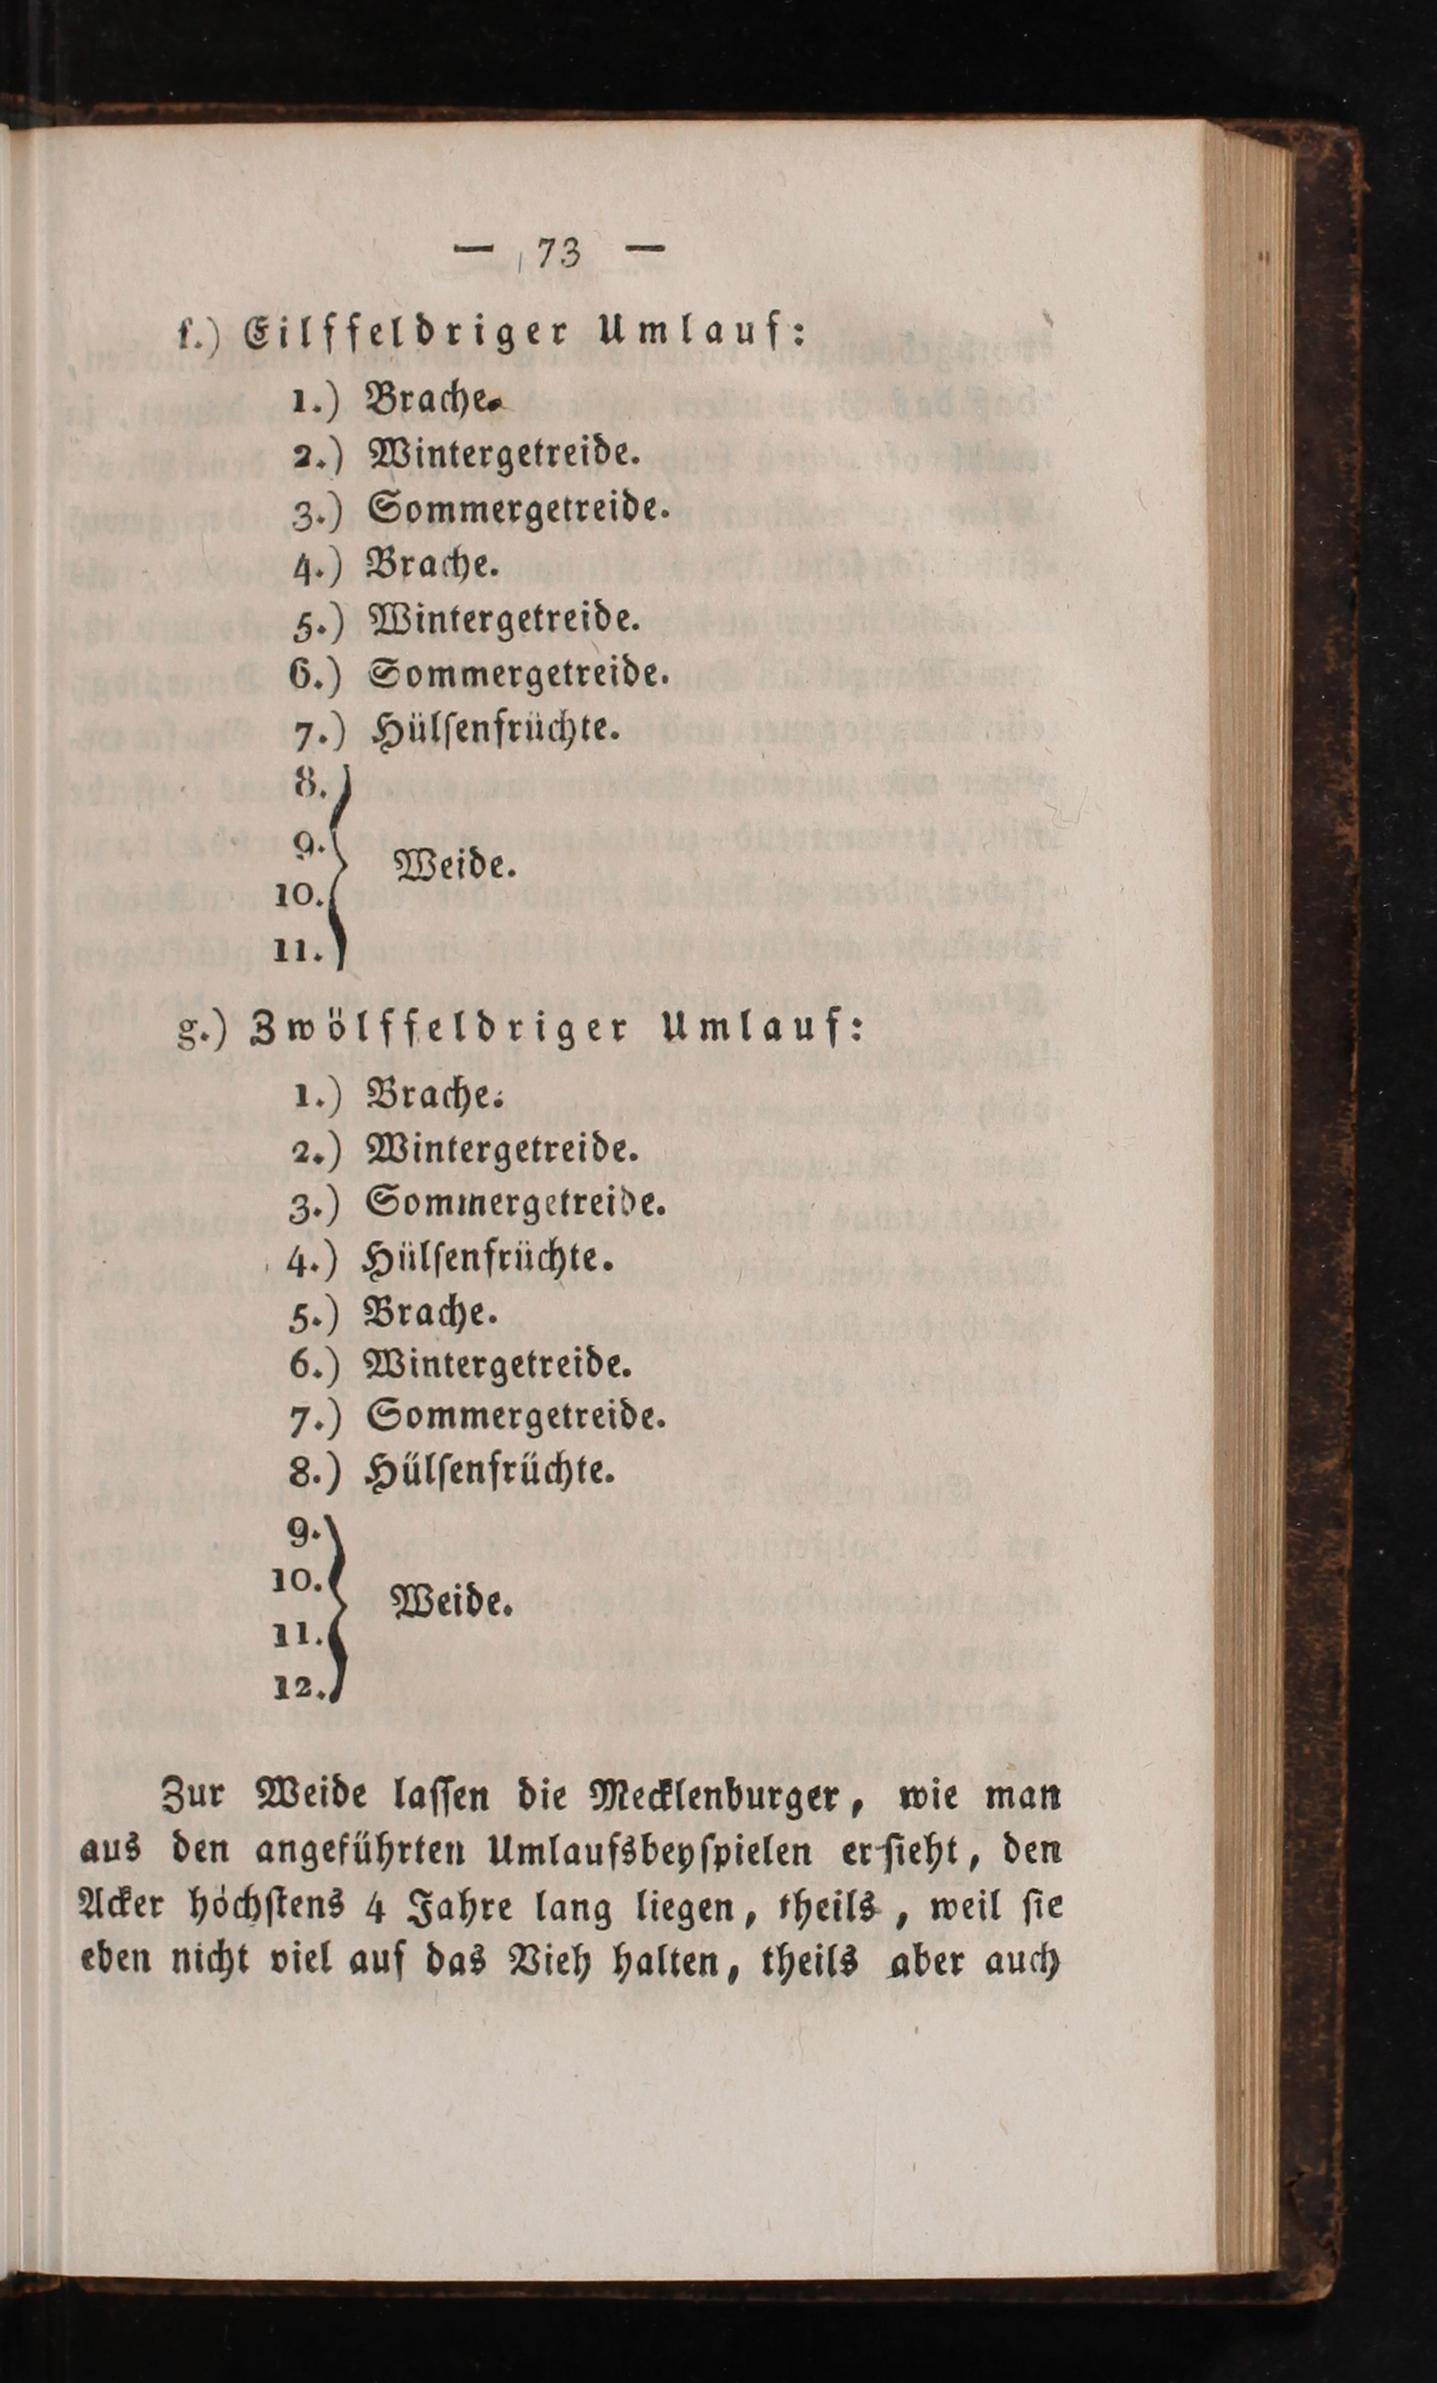 — 73 —
f.) Eilffeldriger Umlauf:
1.) Brache.
2.) Wintergetreide.
3.) Sommergetreide.
4.) Brache.
5.) Wintergetreide.
6.) Sommergetreide.
7.) Hülſenfrüchte.
8.
9.
Weide.
10.
11.
g.) Zwölffeldriger Umlauf:
1.) Brache.
2.) Wintergetreide.
3.) Sommergetreide.
4.) Hülſenfrüchte.
5.) Brache.
6.) Wintergetreide.
7.) Sommergetreide.
8.) Hülſenfrüchte.
9.
10.
Weide.
11.
12.
Zur Weide laſſen die Mecklenburger, wie man
aus den angeführten Umlaufsbeyſpielen erſieht, den
Acker höchſtens 4 Jahre lang liegen, theils, weil ſie
eben nicht viel auf das Vieh halten, theils aber auch